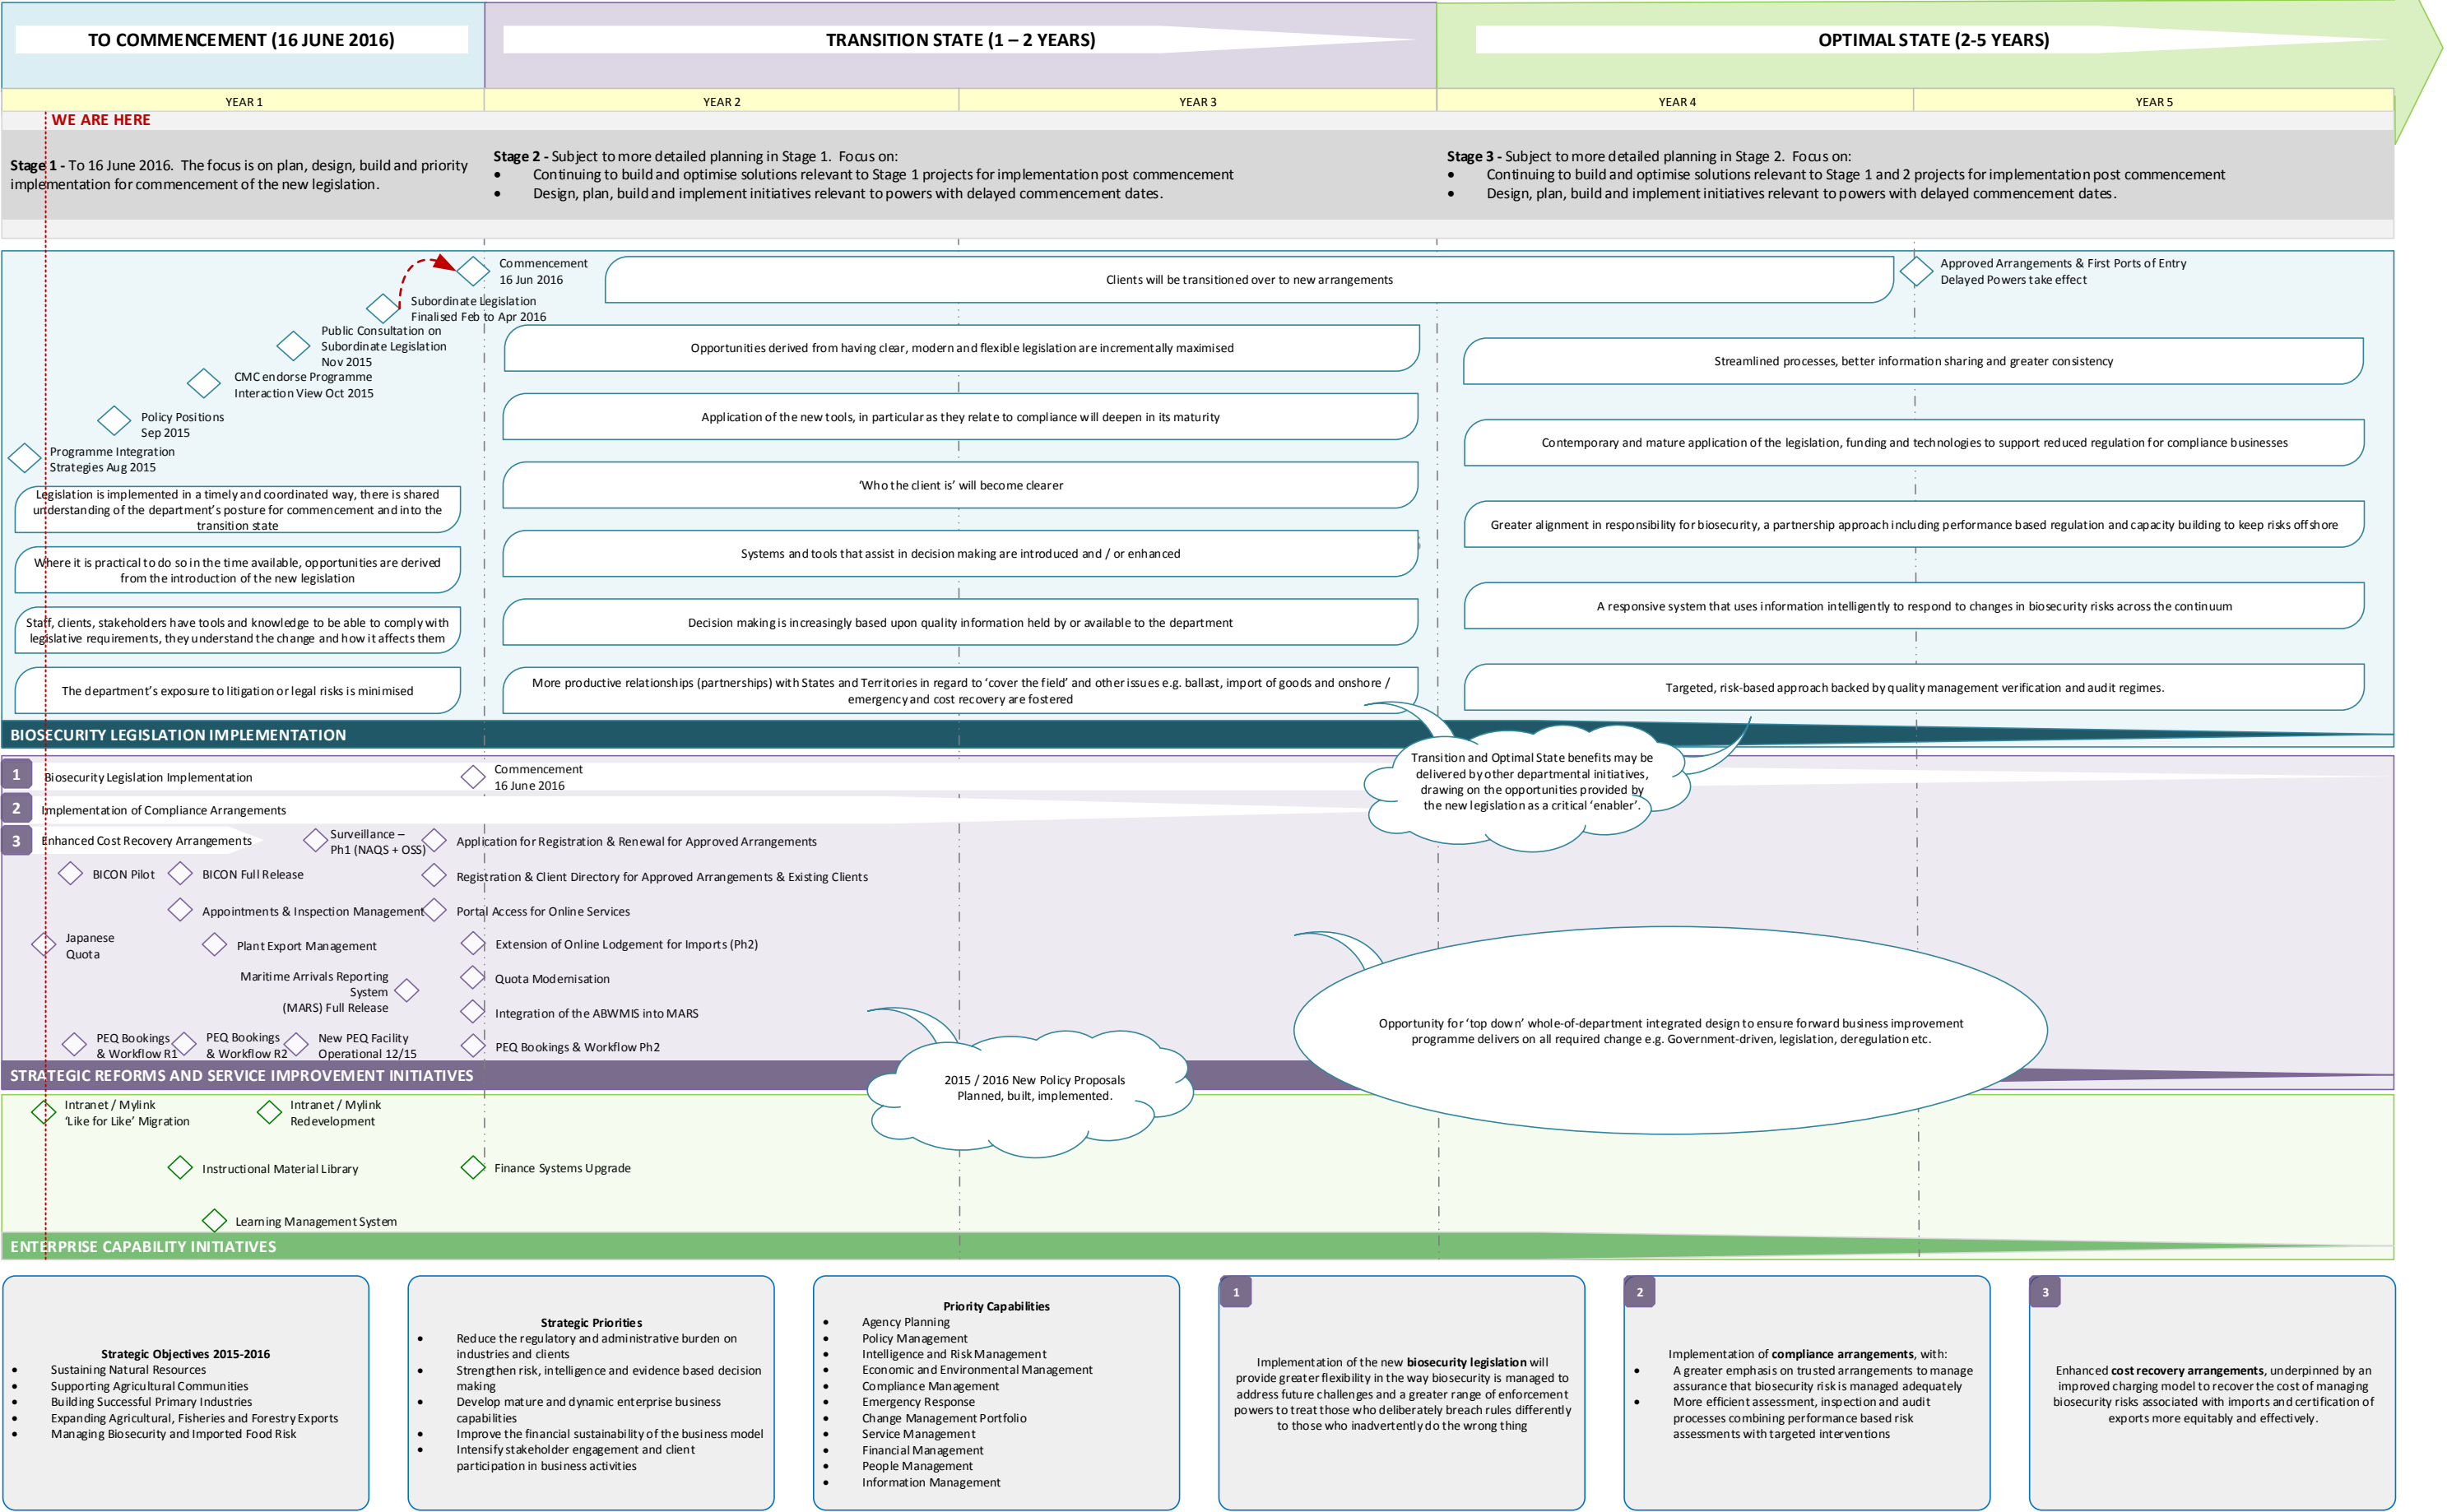 TO COMMENCEMENT (16 JUNE 2016)
TRANSITION STATE (1 – 2 YEARS)
OPTIMAL STATE (2-5 YEARS)
YEAR 1
YEAR 2
YEAR 3
YEAR 4
YEAR 5
WE ARE HERE
Stage 1 - To 16 June 2016. The focus is on plan, design, build and priority
implementation for commencement of the new legislation.
Stage 2 - Subject to more detailed planning in Stage 1. Focus on:
• Continuing to build and optimise solutions relevant to Stage 1 projects for implementation post commencement
• Design, plan, build and implement initiatives relevant to powers with delayed commencement dates.
Stage 3 - Subject to more detailed planning in Stage 2. Focus on:
• Continuing to build and optimise solutions relevant to Stage 1 and 2 projects for implementation post commencement
• Design, plan, build and implement initiatives relevant to powers with delayed commencement dates.
Commencement
16 Jun 2016
Subordinate Legislation
Finalised Feb to Apr 2016
Public Consultation on
Subordinate Legislation
Nov 2015
CMC endorse Programme
Interaction View Oct 2015
Policy Positions
Sep 2015
Programme Integration
Strategies Aug 2015
Legislation is implemented in a timely and coordinated way, there is shared
understanding of the department's posture for commencement and into the
transition state
Where it is practical to do so in the time available, opportunities are derived
from the introduction of the new legislation
Staff, clients, stakeholders have tools and knowledge to be able to comply with
legislative requirements, they understand the change and how it affects them
The department's exposure to litigation or legal risks is minimised
Clients will be transitioned over to new arrangements
Approved Arrangements & First Ports of Entry
Delayed Powers take effect
Opportunities derived from having clear, modern and flexible legislation are incrementally maximised
Application of the new tools, in particular as they relate to compliance will deepen in its maturity
'Who the client is' will become clearer
Systems and tools that assist in decision making are introduced and / or enhanced
Decision making is increasingly based upon quality information held by or available to the department
More productive relationships (partnerships) with States and Territories in regard to 'cover the field' and other issues e.g. ballast, import of goods and onshore /
emergency and cost recovery are fostered
Streamlined processes, better information sharing and greater consistency
Contemporary and mature application of the legislation, funding and technologies to support reduced regulation for compliance businesses
Greater alignment in responsibility for biosecurity, a partnership approach including performance based regulation and capacity building to keep risks offshore
A responsive system that uses information intelligently to respond to changes in biosecurity risks across the continuum
Targeted, risk-based approach backed by quality management verification and audit regimes.
BIOSECURITY LEGISLATION IMPLEMENTATION
1
Biosecurity Legislation Implementation
Commencement
16 June 2016
Transition and Optimal State benefits may be
delivered by other departmental initiatives,
drawing on the opportunities provided by
the new legislation as a critical 'enabler'.
2
Implementation of Compliance Arrangements
3
Enhanced Cost Recovery Arrangements
Surveillance –
Ph1 (NAQS + OSS)
Application for Registration & Renewal for Approved Arrangements
BICON Pilot
BICON Full Release
Registration & Client Directory for Approved Arrangements & Existing Clients
Appointments & Inspection Management
Portal Access for Online Services
Japanese
Quota
Plant Export Management
Extension of Online Lodgement for Imports (Ph2)
Maritime Arrivals Reporting
System
(MARS) Full Release
Quota Modernisation
Integration of the ABWMIS into MARS
PEQ Bookings
& Workflow R1
PEQ Bookings
& Workflow R2
New PEQ Facility
Operational 12/15
PEQ Bookings & Workflow Ph2
Opportunity for 'top down' whole-of-department integrated design to ensure forward business improvement
programme delivers on all required change e.g. Government-driven, legislation, deregulation etc.
2015 / 2016 New Policy Proposals
Planned, built, implemented.
STRATEGIC REFORMS AND SERVICE IMPROVEMENT INITIATIVES
Intranet / Mylink
'Like for Like' Migration
Intranet / Mylink
Redevelopment
Instructional Material Library
Finance Systems Upgrade
Learning Management System
ENTERPRISE CAPABILITY INITIATIVES
Strategic Objectives 2015-2016
• Sustaining Natural Resources
• Supporting Agricultural Communities
• Building Successful Primary Industries
• Expanding Agricultural, Fisheries and Forestry Exports
• Managing Biosecurity and Imported Food Risk
Strategic Priorities
• Reduce the regulatory and administrative burden on
industries and clients
• Strengthen risk, intelligence and evidence based decision
making
• Develop mature and dynamic enterprise business
capabilities
• Improve the financial sustainability of the business model
• Intensify stakeholder engagement and client
participation in business activities
Priority Capabilities
• Agency Planning
• Policy Management
• Intelligence and Risk Management
• Economic and Environmental Management
• Compliance Management
• Emergency Response
• Change Management Portfolio
• Service Management
• Financial Management
• People Management
• Information Management
1
Implementation of the new biosecurity legislation will
provide greater flexibility in the way biosecurity is managed to
address future challenges and a greater range of enforcement
powers to treat those who deliberately breach rules differently
to those who inadvertently do the wrong thing
2
Implementation of compliance arrangements, with:
• A greater emphasis on trusted arrangements to manage
assurance that biosecurity risk is managed adequately
• More efficient assessment, inspection and audit
processes combining performance based risk
assessments with targeted interventions
3
Enhanced cost recovery arrangements, underpinned by an
improved charging model to recover the cost of managing
biosecurity risks associated with imports and certification of
exports more equitably and effectively.